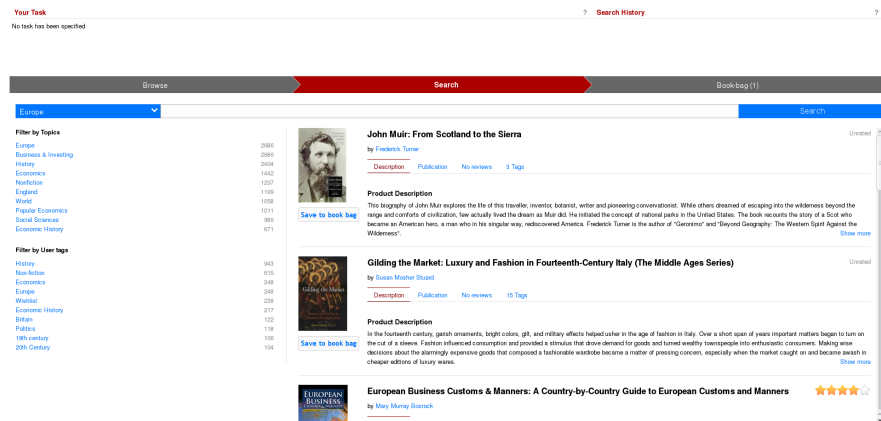 Your Task
?
Search History
?
No task has been specified
Browse
Search
Book-bag (1)
Europe
Search
Filter by Topics
Europe 2686
Business & Investing 2686
History 2404
Economics 1442
Nonfiction 1297
England 1199
World 1058
Popular Economics 1011
Social Sciences 986
Economic History 671
Filter by User tags
History 943
Non-fiction 615
Economics 348
Europe 248
Wishlist 238
Economic History 217
Britain 122
Politics 118
19th century 106
20th Century 104
John Muir: From Scotland to the Sierra
Unrated
by Frederick Turner
Description Publication No reviews 3 Tags
Save to book bag
Product Description
This biography of John Muir explores the life of this traveller, inventor, botanist, writer and pioneering convervationist. While others dreamed of escaping into the wilderness beyond the
range and comforts of civilization, few actually lived the dream as Muir did. He initiated the concept of national parks in the United States. The book recounts the story of a Scot who
became an American hero, a man who in his singular way, rediscovered America. Frederick Turner is the author of "Geronimo" and "Beyond Geography: The Western Spirit Against the
Wilderness".
Show more
Gilding the Market: Luxury and Fashion in Fourteenth-Century Italy (The Middle Ages Series)
Unrated
by Susan Mosher Stuard
Description Publication No reviews 15 Tags
Gilding the Market
Save to book bag
Product Description
In the fourteenth century, garish ornaments, bright colors, gilt, and military effects helped usher in the age of fashion in Italy. Over a short span of years important matters began to turn on
the cut of a sleeve. Fashion influenced consumption and provided a stimulus that drove demand for goods and turned wealthy townspeople into enthusiastic consumers. Making wise
decisions about the alarmingly expensive goods that composed a fashionable wardrobe became a matter of pressing concern, especially when the market caught on and became awash in
cheaper editions of luxury wares.
Show more
European Business Customs & Manners: A Country-by-Country Guide to European Customs and Manners
by Mary Murray Bosrock
EUROPEAN
BUSINESS